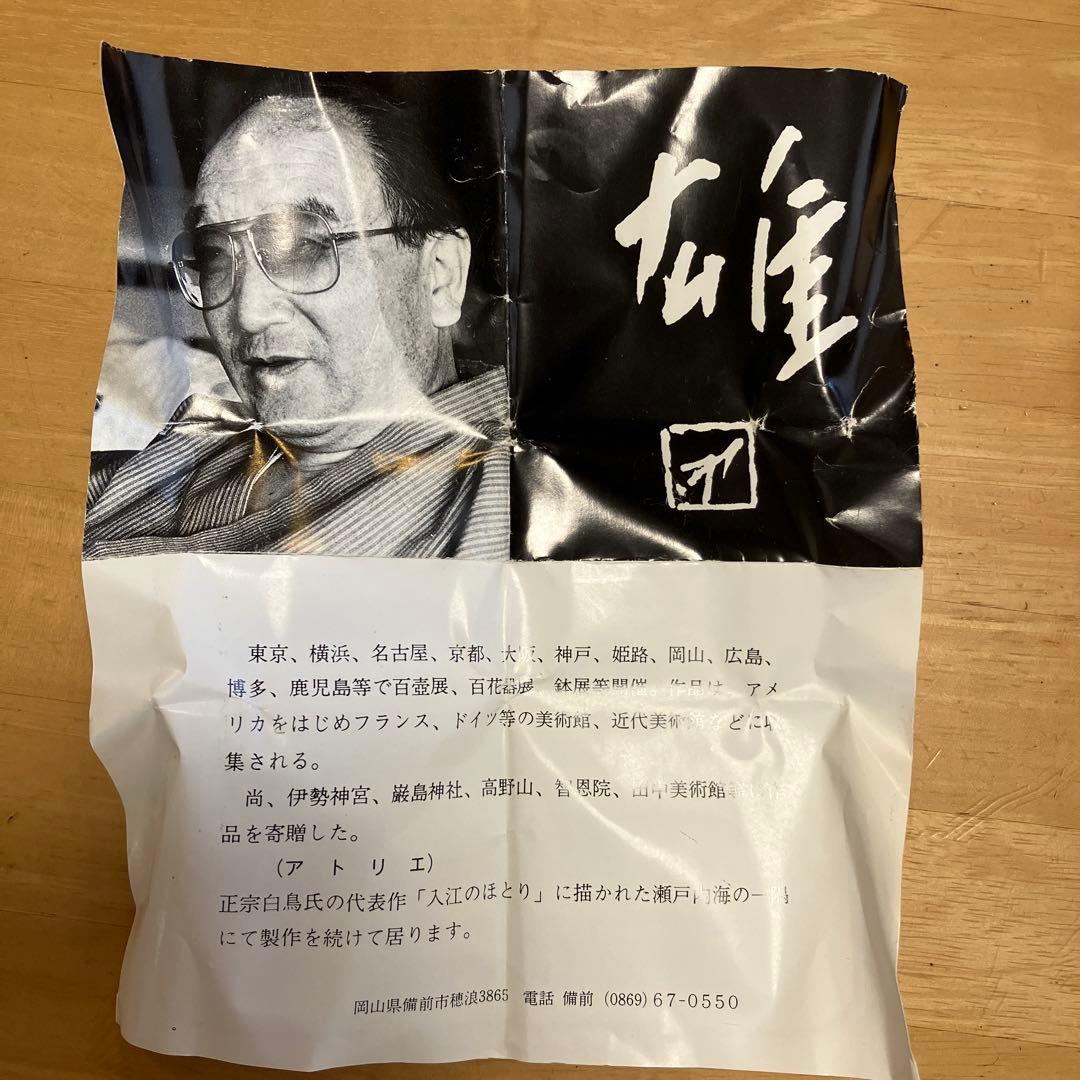 雄
東京、横浜、名古屋、京都、大阪、神戸、姫路、岡山、広島、
博多、鹿児島等で百壺展、百花器展、鉢展等開催。作品は、アメ
リカをはじめフランス、ドイツ等の美術館、近代美術館などに収
集される。
尚、伊勢神宮、厳島神社、高野山、智恩院、田中美術館等に作
品を寄贈した。
(アトリエ)
正宗白鳥氏の代表作「入江のほとり」に描かれた瀬戸内海の一隅
にて製作を続けて居ります。
岡山県備前市穂浪3865 電話 備前 (0869) 67-0550